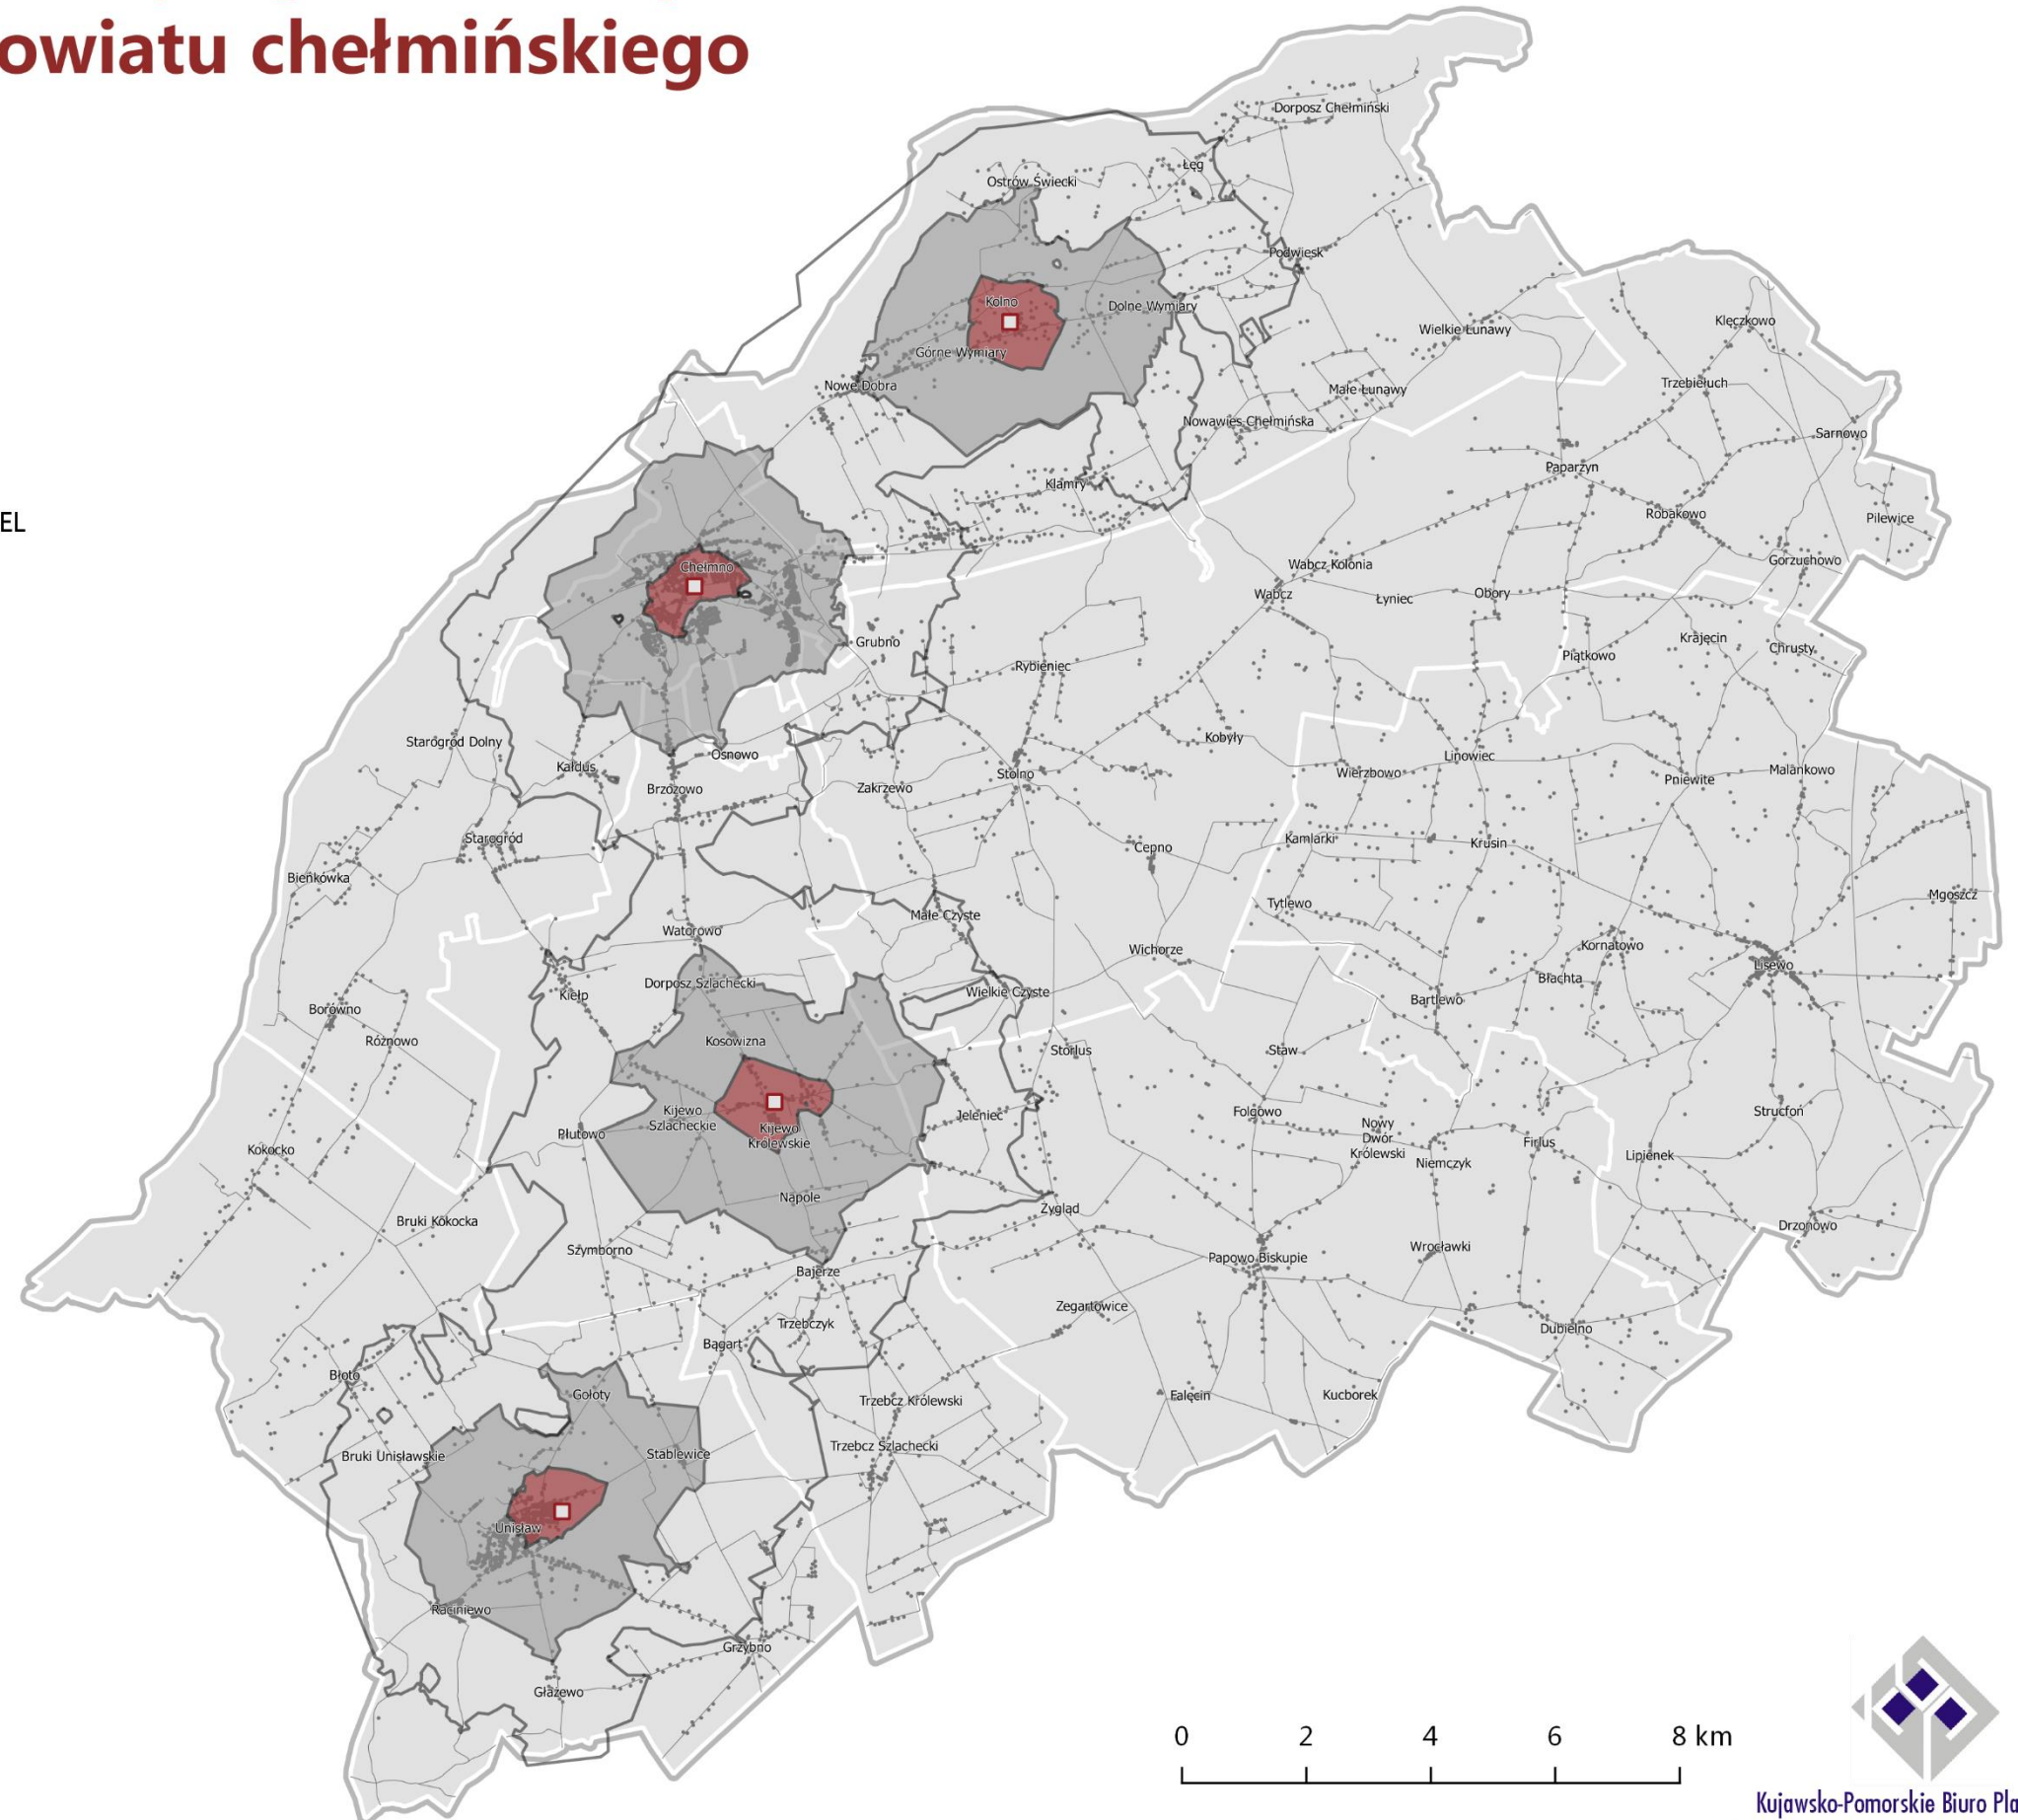 owiatu chełmińskiego
Dorposz Chełmiński
Łęg
Ostrów Świecki
Podwiesk
Kolno
Dolne Wymiary
Klęczkowo
Wielkie Łunawy
Górne Wymiary
Nowe Dobra
Trzebiełuch
Małe Łunawy
Nowawieś Chełmińska
Sarnowo
Paparzyn
Klamry
Robakowo
Pilewice
EL
Gorzuchowo
Wabcz Kolonia
Chełmno
Wabcz
Łyniec
Obory
Grubno
Krajęcin
Chrusty
Piątkowo
Rybieniec
Kobyły
Starogród Dolny
Osnowo
Linowiec
Kałdus
Malankowo
Stolno
Wierzbowo
Pniewite
Brzozowo
Zakrzewo
Starogród
Kamlarki
Krusin
Cepno
Bieńkówka
Mgoszcz
Tytlewo
Małe Czyste
Watorowo
Kornatowo
Wichorze
Lisewo
Błachta
Dorposz Szlachecki
Wielkie Czyste
Kiełp
Bartlewo
Borówno
Różnowo
Kosowizna
Storlus
Staw
Kijewo
Szlacheckie
Folgowo
Strucfoń
Jeleniec
Nowy
Dwór
Królewski
Kijewo
Królewskie
Płutowo
Firlus
Kokocko
Lipienek
Niemczyk
Napole
Zygląd
Bruki Kokocka
Drzonowo
Szymborno
Wrocławki
Papowo Biskupie
Bajerze
Zegartowice
Trzebczyk
Dubielno
Bągart
Błoto
Gołoty
Falęcin
Kucborek
Trzebcz Królewski
Trzebcz Szlachecki
Bruki Unisławskie
Stablewice
Unisław
Raciniewo
Grzybno
Głażewo
0 2 4 6 8 km
Kujawsko-Pomorskie Biuro Pla